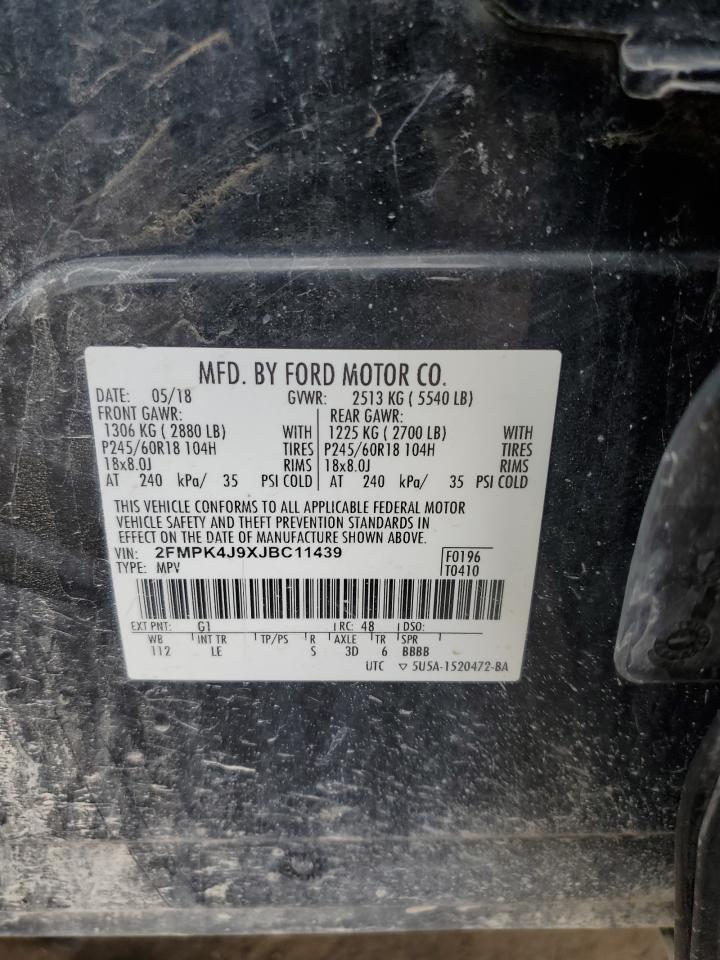 MFD. BY FORD MOTOR CO.
DATE: 05/18 GVWR: 2513 KG ( 5540 LB)
FRONT GAWR: REAR GAWR:
1306 KG ( 2880 LB) WITH 1225 KG ( 2700 LB) WITH
P245/60R18 104H TIRES P245/60R18 104H TIRES
18x8.0J RIMS 18x8.0J RIMS
AT 240 kPa/ 35 PSI COLD AT 240 kPa/ 35 PSI COLD
THIS VEHICLE CONFORMS TO ALL APPLICABLE FEDERAL MOTOR
VEHICLE SAFETY AND THEFT PREVENTION STANDARDS IN
EFFECT ON THE DATE OF MANUFACTURE SHOWN ABOVE.
VIN: 2FMPK4J9XJBC11439 F0196
TYPE: MPV T0410
EXT PNT: G1 RC: 48 DSO:
WB INT TR TP/PS R AXLE TR SPR
112 LE S 3D 6 BBBB
UTC ▽ 5U5A-1520472-BA